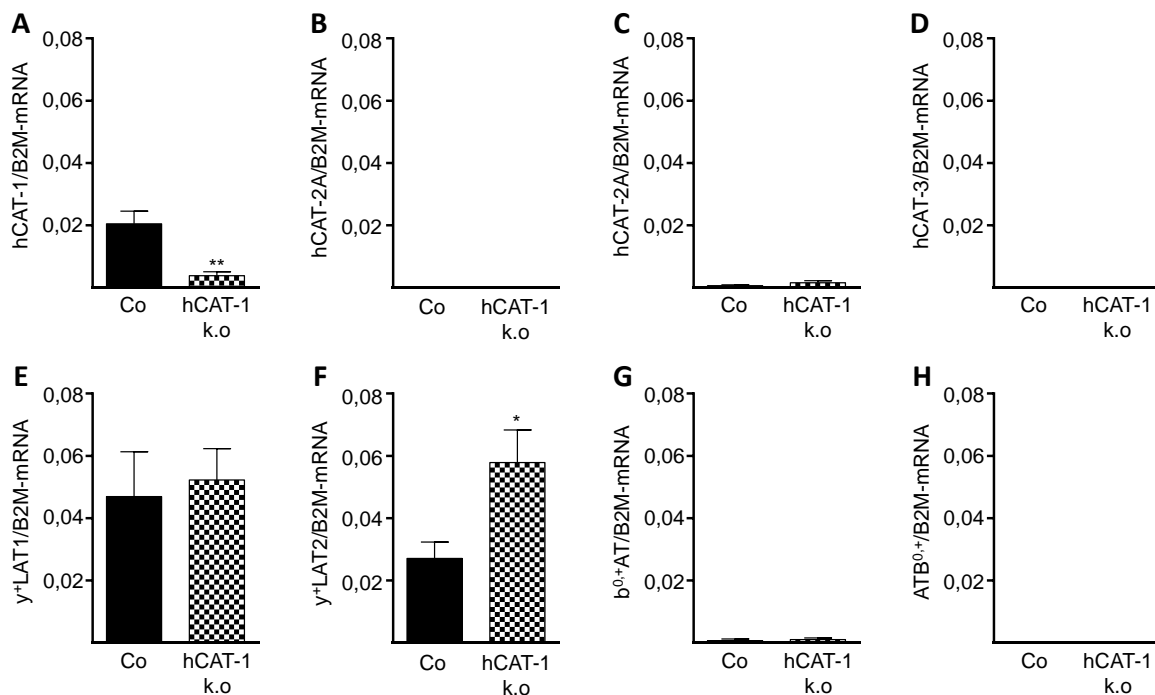 A
hCAT-1/B2M-mRNA
0,08
0,06
0,04
0,02
**
Co
hCAT-1
k.o
B
hCAT-2A/B2M-mRNA
0,08
0,06
0,04
0,02
Co
hCAT-1
k.o
C
hCAT-2A/B2M-mRNA
0,08
0,06
0,04
0,02
Co
hCAT-1
k.o
D
hCAT-3/B2M-mRNA
0,08
0,06
0,04
0,02
Co
hCAT-1
k.o
E
y⁺LAT1/B2M-mRNA
0,08
0,06
0,04
0,02
Co
hCAT-1
k.o
F
y⁺LAT2/B2M-mRNA
0,08
0,06
0,04
0,02
*
Co
hCAT-1
k.o
G
b⁰,⁺AT/B2M-mRNA
0,08
0,06
0,04
0,02
Co
hCAT-1
k.o
H
ATB⁰,⁺/B2M-mRNA
0,08
0,06
0,04
0,02
Co
hCAT-1
k.o